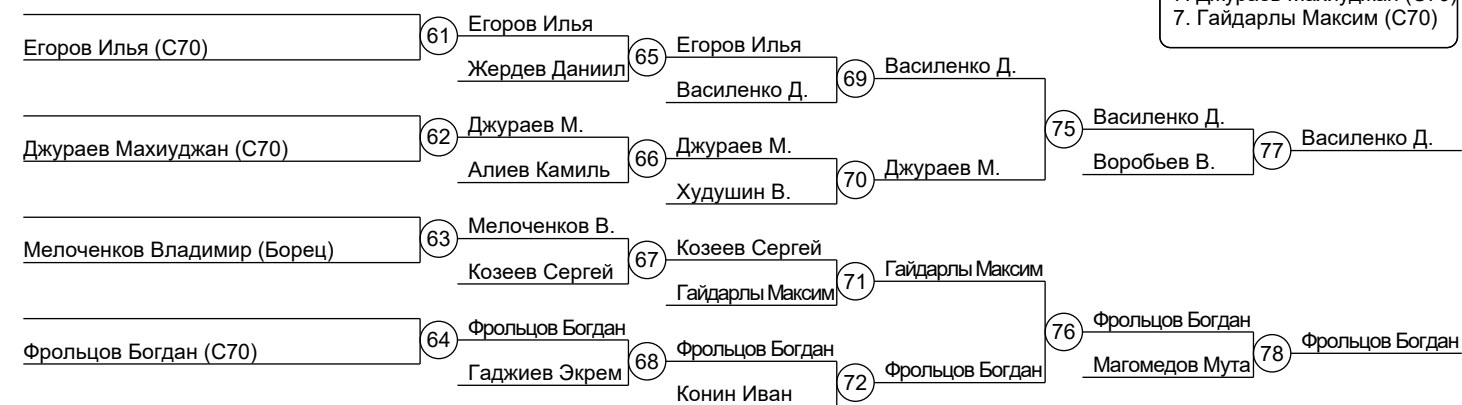 7. Гайдарлы Максим (С70)
Егоров Илья (С70)
61
Егоров Илья
Жердев Даниил
65
Егоров Илья
Василенко Д.
69
Василенко Д.
Джураев Махиуджан (С70)
62
Джураев М.
Алиев Камиль
66
Джураев М.
Худушин В.
70
Джураев М.
75
Василенко Д.
Воробьев В.
77
Василенко Д.
Мелоченков Владимир (Борец)
63
Мелоченков В.
Козеев Сергей
67
Козеев Сергей
Гайдарлы Максим
71
Гайдарлы Максим
Фрольцов Богдан (С70)
64
Фрольцов Богдан
Гаджиев Экрем
68
Фрольцов Богдан
Конин Иван
72
Фрольцов Богдан
76
Фрольцов Богдан
Магомедов Мута
78
Фрольцов Богдан